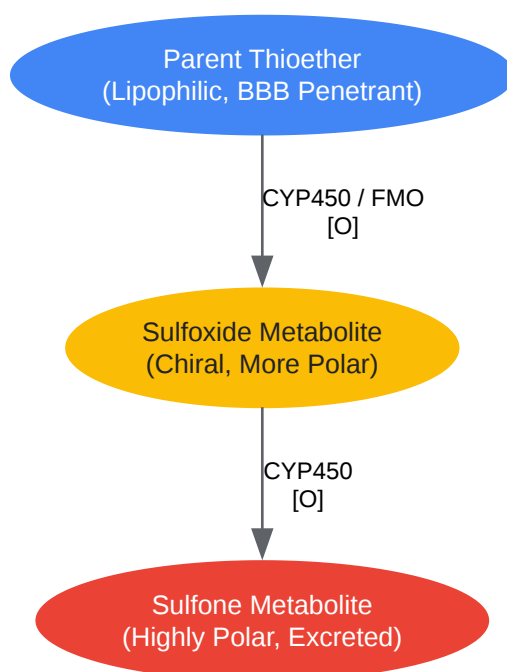 Parent Thioether
(Lipophilic, BBB Penetrant)
CYP450 / FMO
[O]
Sulfoxide Metabolite
(Chiral, More Polar)
CYP450
[O]
Sulfone Metabolite
(Highly Polar, Excreted)